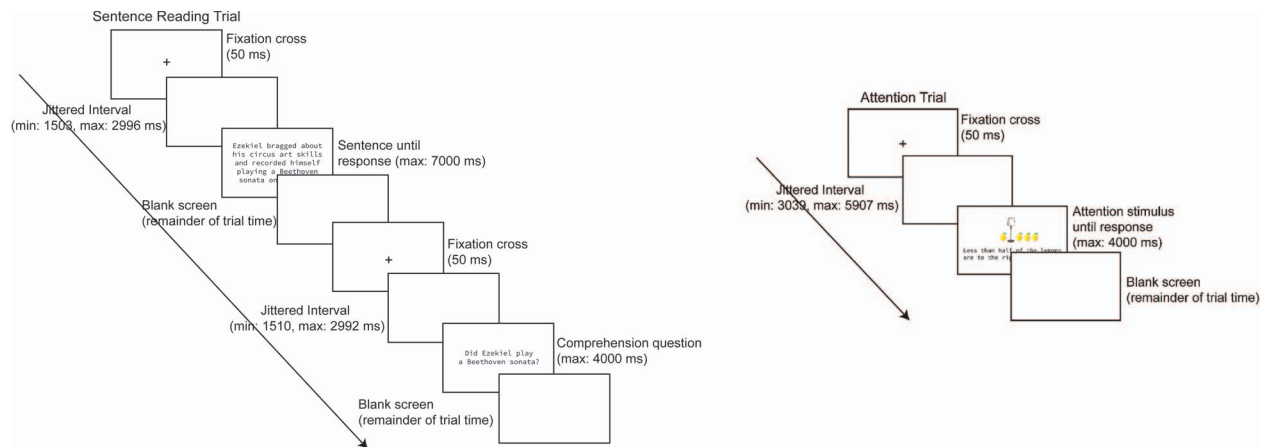 Sentence Reading Trial
Fixation cross
(50 ms)
+
Jittered Interval
(min: 1503, max: 2996 ms)
Ezekiel bragged about
his circus art skills
and recorded himself
playing a Beethoven
sonata on
Sentence until
response (max: 7000 ms)
Blank screen
(remainder of trial time)
Fixation cross
(50 ms)
+
Jittered Interval
(min: 1510, max: 2992 ms)
Did Ezekiel play
a Beethoven sonata?
Comprehension question
(max: 4000 ms)
Blank screen
(remainder of trial time)
Attention Trial
Fixation cross
(50 ms)
+
Jittered Interval
(min: 3039, max: 5907 ms)
Less than half of the lemons
are to the
Attention stimulus
until response
(max: 4000 ms)
Blank screen
(remainder of trial time)